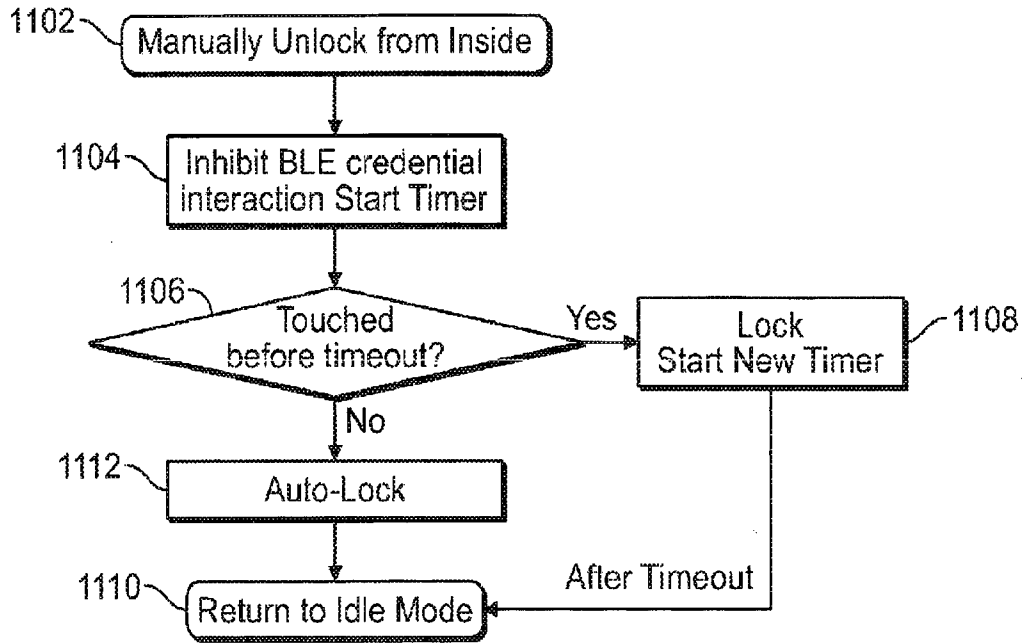 1102
Manually Unlock from Inside
1104
Inhibit BLE credential
interaction Start Timer
1106
Touched
before timeout?
Yes
Lock
Start New Timer
1108
No
1112
Auto-Lock
After Timeout
1110
Return to Idle Mode